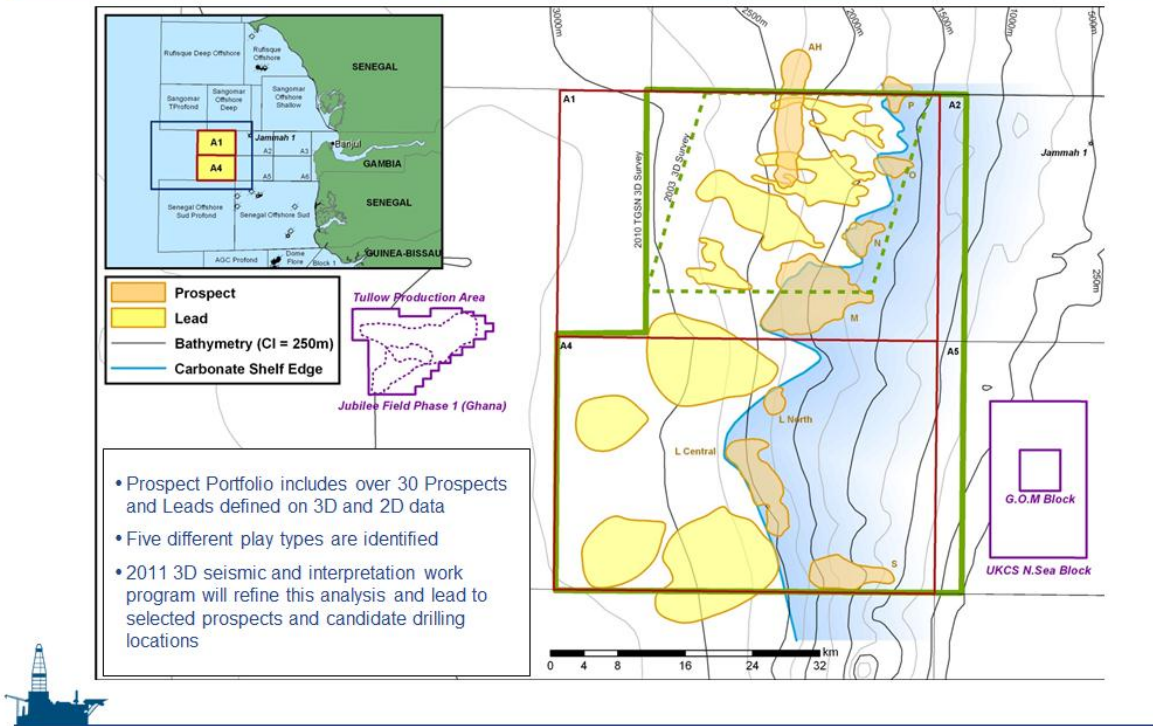 Rufisque Deep Offshore
Rufisque
Offshore
SENEGAL
Sangomar
TProfond
Sangomar
Offshore
Deep
Sangomar
Offshore
Shallow
Jammah 1
A1
A2
A3
Banjul
GAMBIA
A4
A5
A6
SENEGAL
Senegal Offshore
Sud Profond
Senegal Offshore Sud
AGC Profond
Dome
Flore
Block 1
GUINEA-BISSAU
Prospect
Lead
Bathymetry (CI = 250m)
Carbonate Shelf Edge
Tullow Production Area
Jubilee Field Phase 1 (Ghana)
• Prospect Portfolio includes over 30 Prospects
and Leads defined on 3D and 2D data
• Five different play types are identified
• 2011 3D seismic and interpretation work
program will refine this analysis and lead to
selected prospects and candidate drilling
locations
3000m
2500m
2000m
1500m
1000m
500m
AH
A1
A2
P
Jammah 1
2010 TGSN 3D Survey
2003 3D Survey
O
N
250m
M
A4
A5
L North
L Central
G.O.M Block
S
UKCS N.Sea Block
km
0 4 8 16 24 32